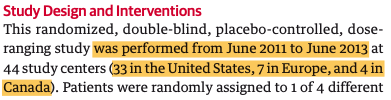 Study Design and Interventions
This randomized, double-blind, placebo-controlled, dose-
ranging study was performed from June 2011 to June 2013 at
44 study centers (33 in the United States, 7 in Europe, and 4 in
Canada). Patients were randomly assigned to 1 of 4 different